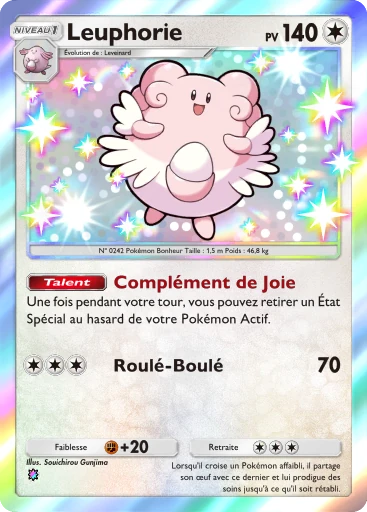 NIVEAU 1
Leuphorie
PV 140
Évolution de : Leveinard
N° 0242 Pokémon Bonheur Taille : 1,5 m Poids : 46,8 kg
Talent Complément de Joie
Une fois pendant votre tour, vous pouvez retirer un État
Spécial au hasard de votre Pokémon Actif.
Roulé-Boulé 70
Faiblesse +20 Retraite
Illus. Souichirou Gunjima
Lorsqu'il croise un Pokémon affaibli, il partage
son œuf avec ce dernier et lui prodigue des
soins jusqu'à ce qu'il soit rétabli.